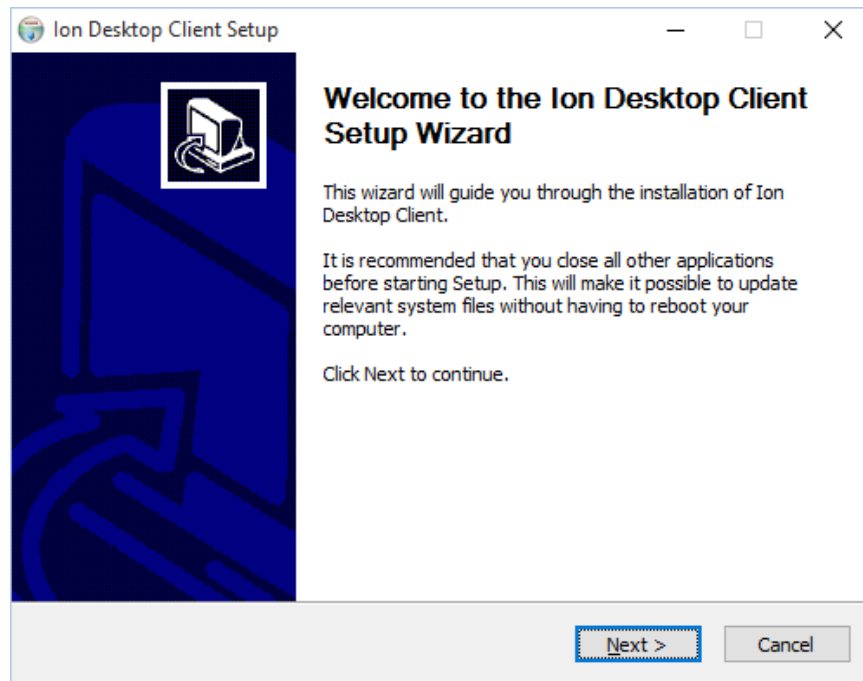 Ion Desktop Client Setup
Welcome to the Ion Desktop Client
Setup Wizard
This wizard will guide you through the installation of Ion
Desktop Client.
It is recommended that you close all other applications
before starting Setup. This will make it possible to update
relevant system files without having to reboot your
computer.
Click Next to continue.
Next >
Cancel